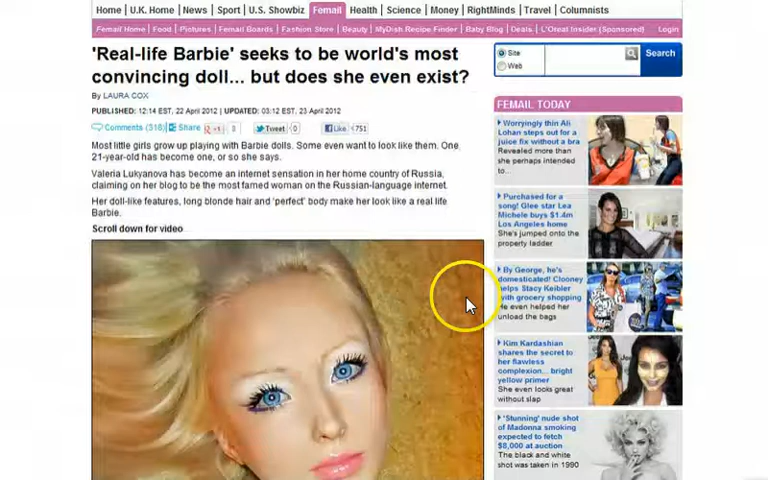 Home U.K. Home News Sport U.S. Showbiz Femail Health Science Money RightMinds Travel Columnists
Femail Home Food Pictures Femail Boards Fashion Store Beauty MyDish Recipe Finder Baby Blog Deals L'Oreal Insider (Sponsored) Login
'Real-life Barbie' seeks to be world's most
convincing doll... but does she even exist?
By LAURA COX
PUBLISHED: 12:14 EST, 22 April 2012 | UPDATED: 03:12 EST, 23 April 2012
Comments (318) Share +1 3 Tweet 0 Like 751
Most little girls grow up playing with Barbie dolls. Some even want to look like them. One
21-year-old has become one, or so she says.
Valeria Lukyanova has become an internet sensation in her home country of Russia,
claiming on her blog to be the most famed woman on the Russian-language internet.
Her doll-like features, long blonde hair and 'perfect' body make her look like a real life
Barbie.
Scroll down for video
Site
Web
Search
FEMAIL TODAY
Worryingly thin Ali
Lohan steps out for a
juice fix without a bra
Revealed more than
she perhaps intended
to...
Purchased for a
song! Glee star Lea
Michele buys $1.4m
Los Angeles home
She's jumped onto the
property ladder
By George, he's
domesticated! Clooney
helps Stacy Keibler
with grocery shopping
He even helped her
unload the bags
Kim Kardashian
shares the secret to
her flawless
complexion... bright
yellow primer
She even looks great
without slap
'Stunning' nude shot
of Madonna smoking
expected to fetch
$8,000 at auction
The black and white
shot was taken in 1990